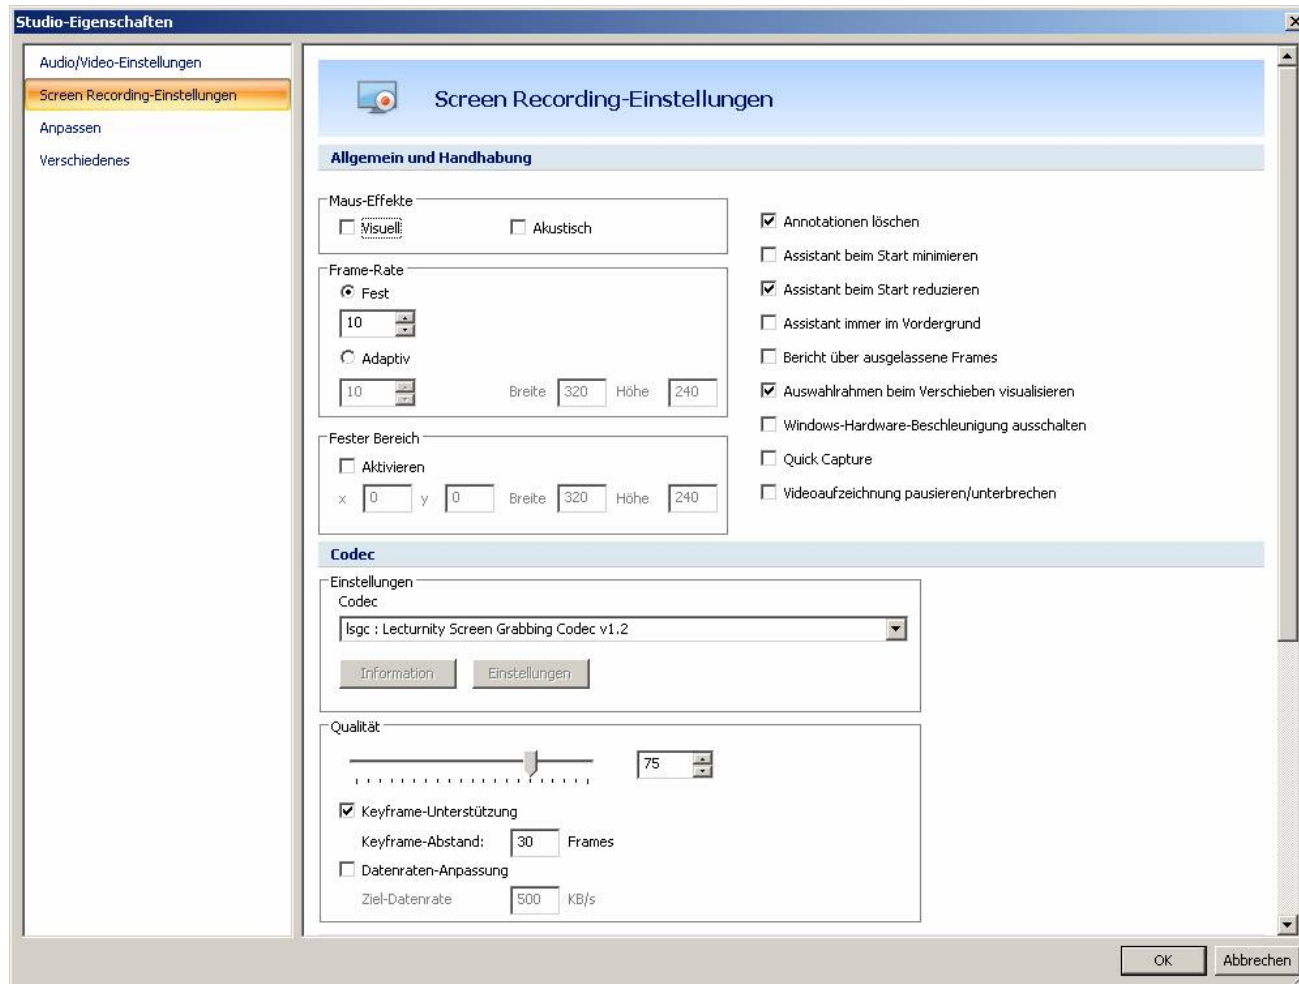 Studio-Eigenschaften
Audio/Video-Einstellungen
Screen Recording-Einstellungen
Anpassen
Verschiedenes
Screen Recording-Einstellungen
Allgemein und Handhabung
Maus-Effekte
Visuell Akustisch
Frame-Rate
Fest
10
Adaptiv
10 Breite 320 Höhe 240
Fester Bereich
Aktivieren
x 0 y 0 Breite 320 Höhe 240
Annotationen löschen
Assistant beim Start minimieren
Assistant beim Start reduzieren
Assistant immer im Vordergrund
Bericht über ausgelassene Frames
Auswahlrahmen beim Verschieben visualisieren
Windows-Hardware-Beschleunigung ausschalten
Quick Capture
Videoaufzeichnung pausieren/unterbrechen
Codec
Einstellungen
Codec
lsgc : Lecturnity Screen Grabbing Codec v1.2
Information Einstellungen
Qualität
75
Keyframe-Unterstützung
Keyframe-Abstand: 30 Frames
Datenraten-Anpassung
Ziel-Datenrate 500 KB/s
OK Abbrechen